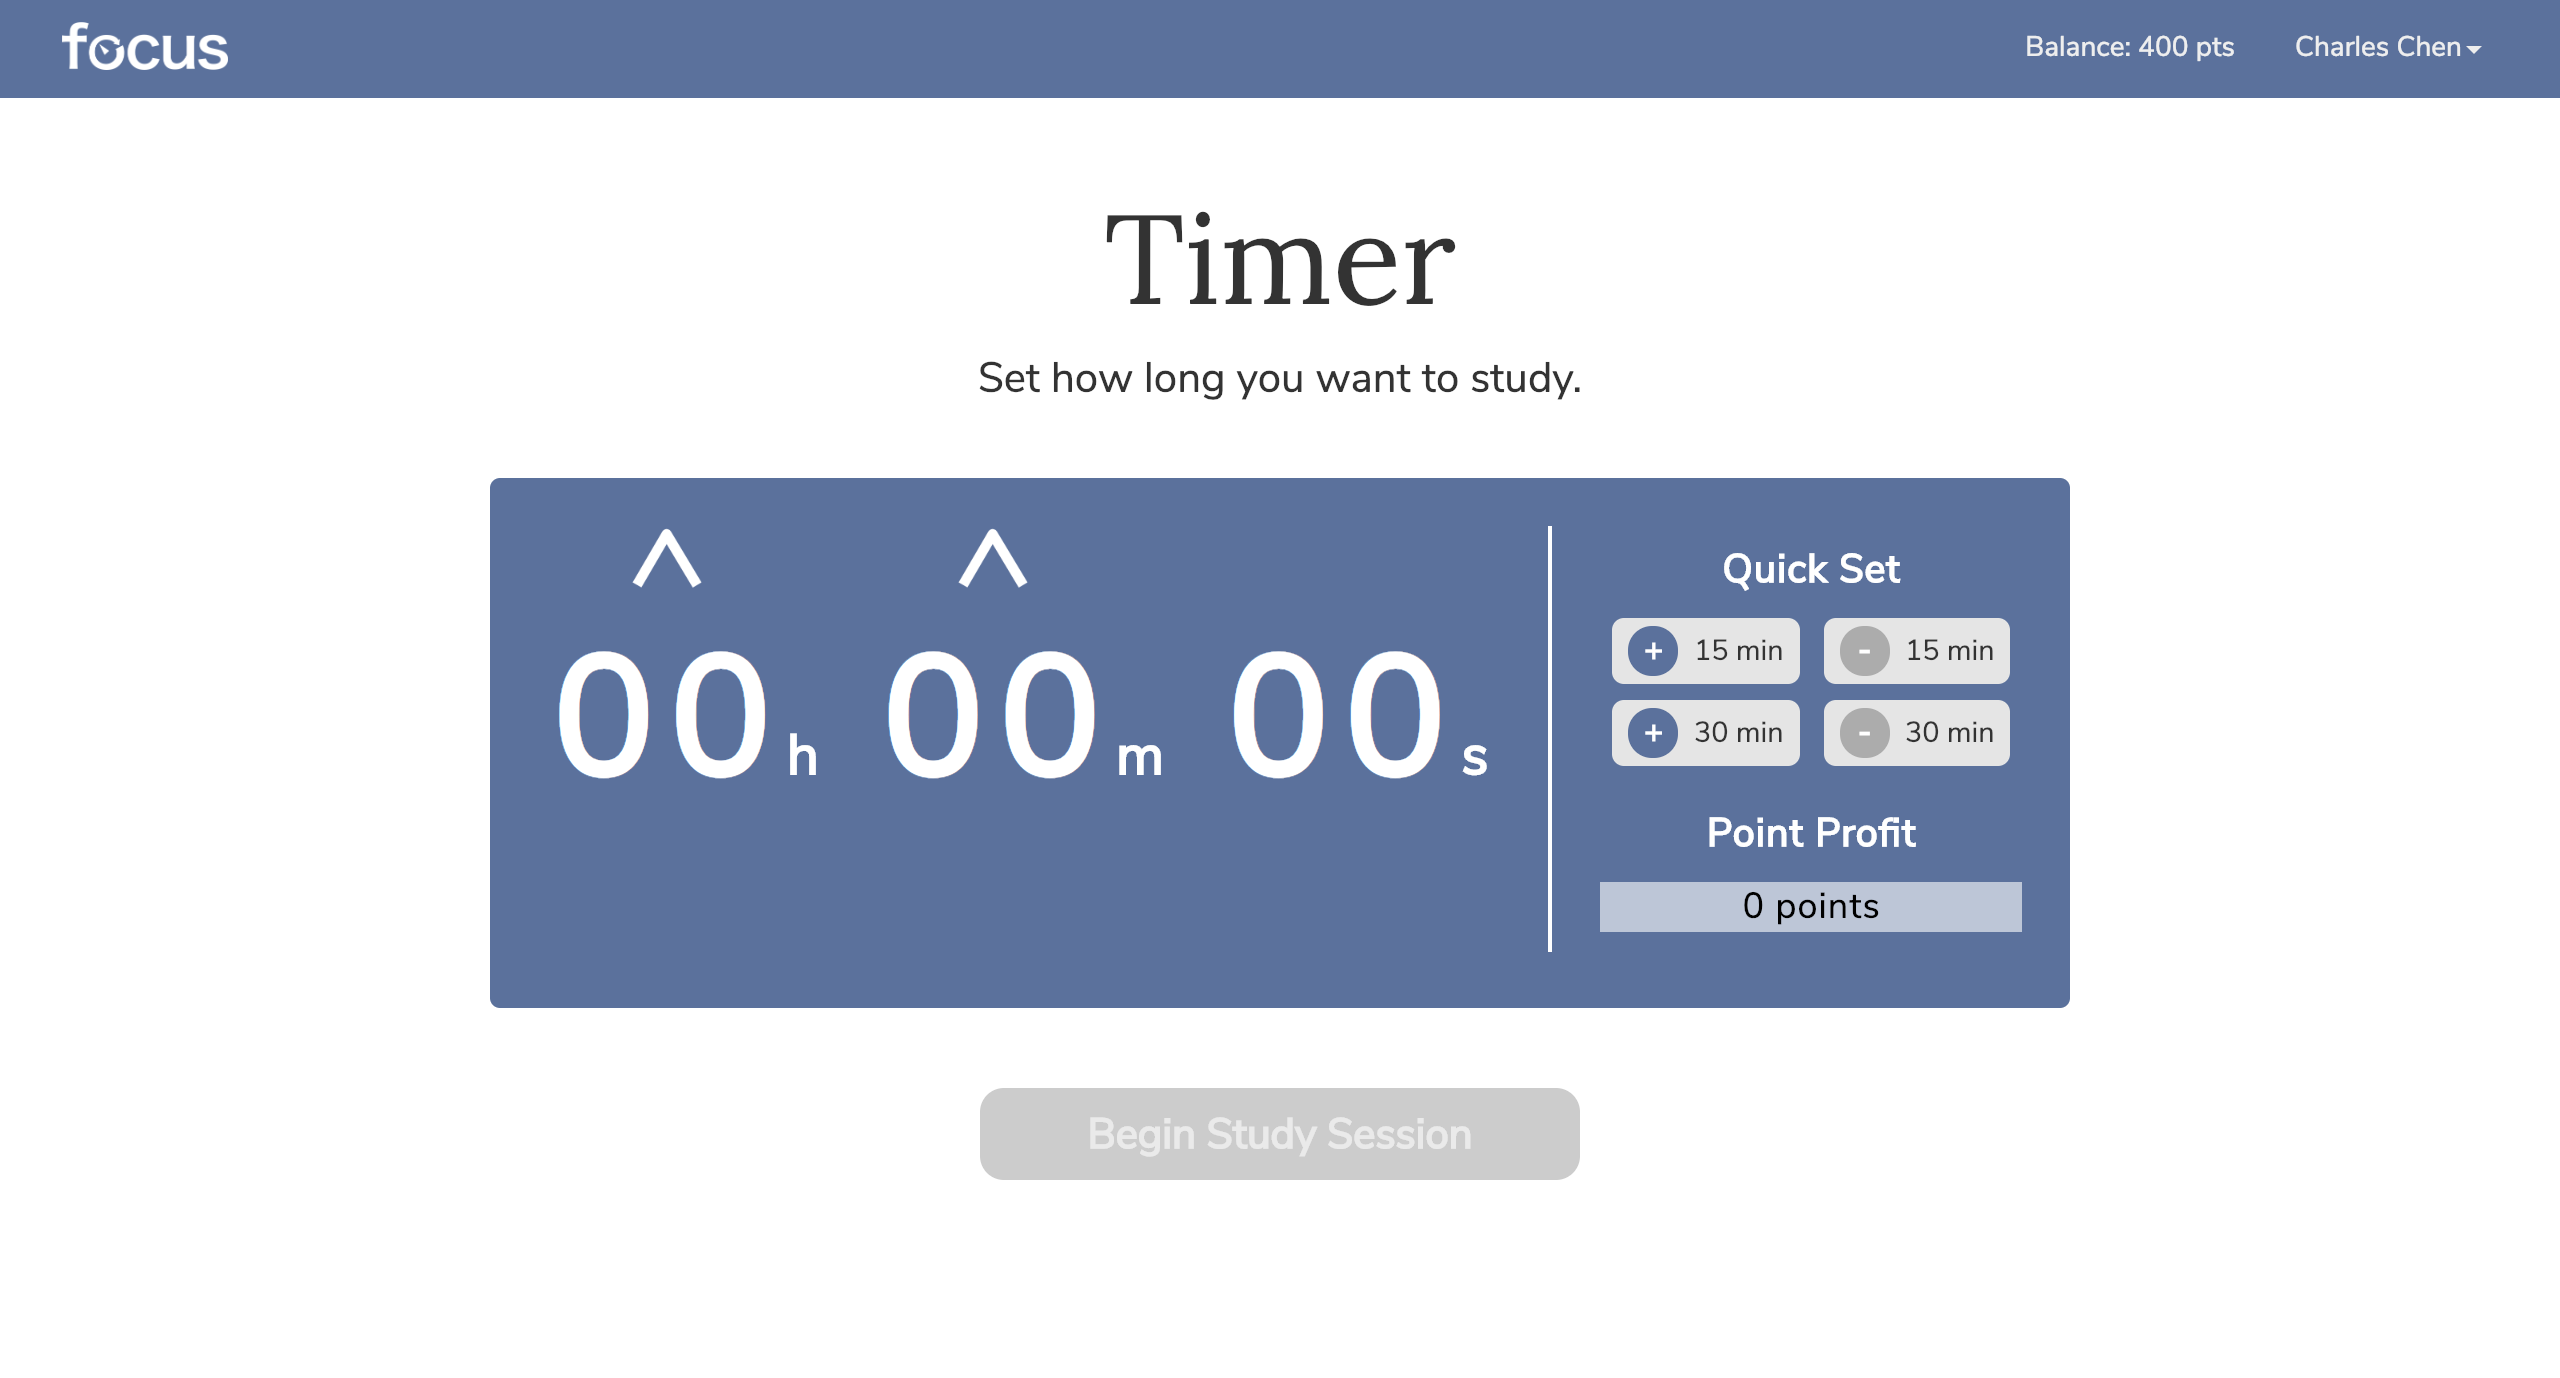 focus
Balance: 400 pts
Charles Chen
Timer
Set how long you want to study.
00 h 00 m 00 s
Quick Set
+ 15 min
- 15 min
+ 30 min
- 30 min
Point Profit
0 points
Begin Study Session